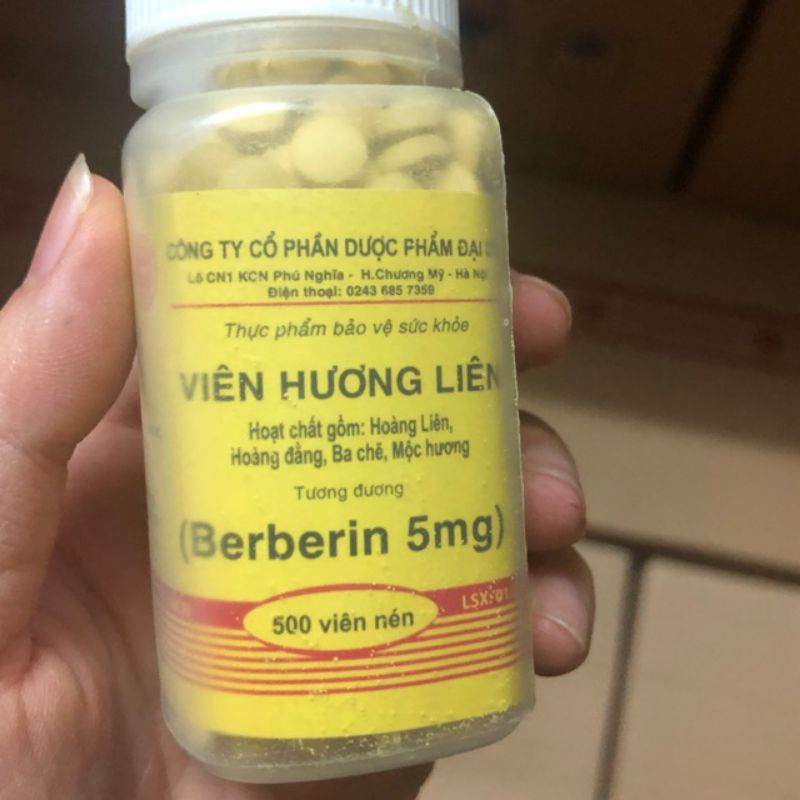 CÔNG TY CỔ PHẦN DƯỢC PHẨM ĐẠI
Lô CN1 KCN Phú Nghĩa - H.Chương Mỹ - Hà Nội
Điện thoại: 0243 685 7359
Thực phẩm bảo vệ sức khỏe
VIÊN HƯƠNG LIÊN
Hoạt chất gồm: Hoàng Liên,
Hoàng đằng, Ba chẽ, Mộc hương
Tương đương
(Berberin 5mg)
LSX: 01
500 viên nén